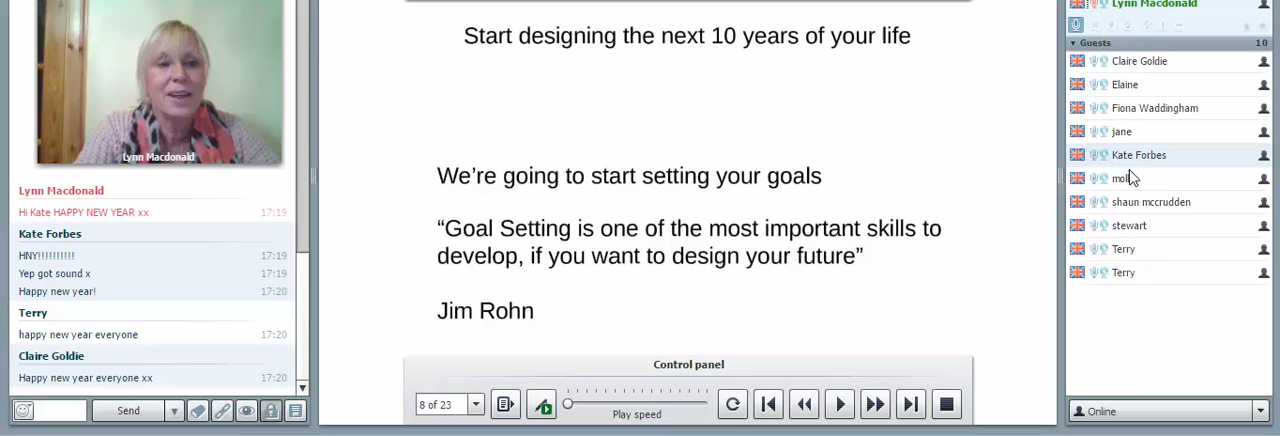 Lynn Macdonald
Lynn Macdonald
Hi Kate HAPPY NEW YEAR xx 17:19
Kate Forbes
HNY!!!!!!!!!! 17:19
Yep got sound x 17:19
Happy new year! 17:20
Terry
happy new year everyone 17:20
Claire Goldie
Happy new year everyone xx 17:20
Send
Start designing the next 10 years of your life
We’re going to start setting your goals
“Goal Setting is one of the most important skills to
develop, if you want to design your future”
Jim Rohn
Control panel
8 of 23
Play speed
Lynn Macdonald
Guests 10
Claire Goldie
Elaine
Fiona Waddingham
jane
Kate Forbes
shaun mccrudden
stewart
Terry
Terry
Online